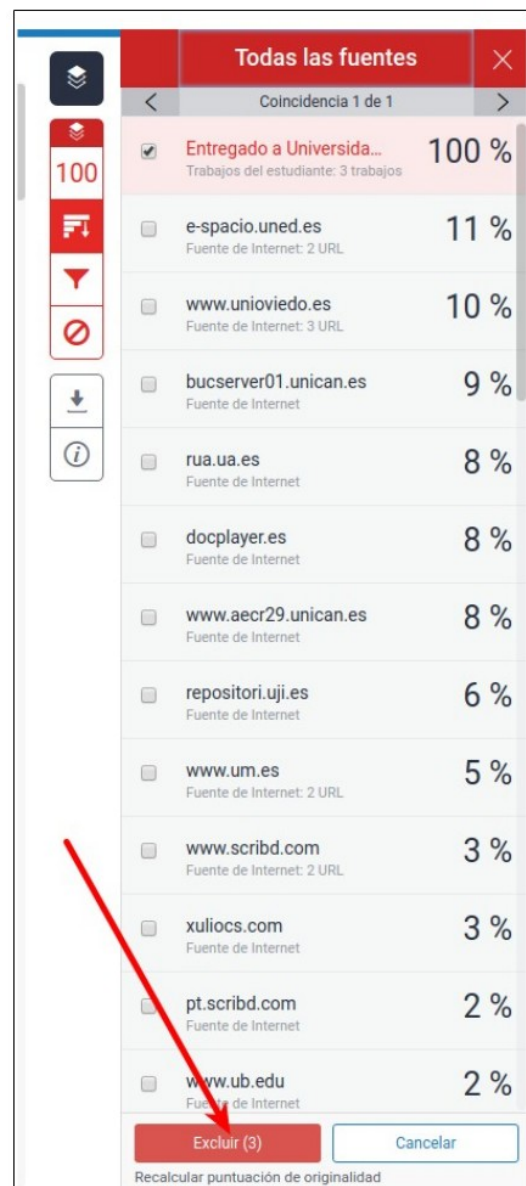 Todas las fuentes
Coincidencia 1 de 1
100
Entregado a Universida... 100 %
Trabajos del estudiante: 3 trabajos
e-spacio.uned.es 11 %
Fuente de Internet: 2 URL
www.unioviedo.es 10 %
Fuente de Internet: 3 URL
bucserver01.unican.es 9 %
Fuente de Internet
rua.ua.es 8 %
Fuente de Internet
docplayer.es 8 %
Fuente de Internet
www.aecr29.unican.es 8 %
Fuente de Internet
repositori.uji.es 6 %
Fuente de Internet
www.um.es 5 %
Fuente de Internet: 2 URL
www.scribd.com 3 %
Fuente de Internet: 2 URL
xuliocs.com 3 %
Fuente de Internet
pt.scribd.com 2 %
Fuente de Internet
www.ub.edu 2 %
Fuente de Internet
Excluir (3) Cancelar
Recalcular puntuación de originalidad